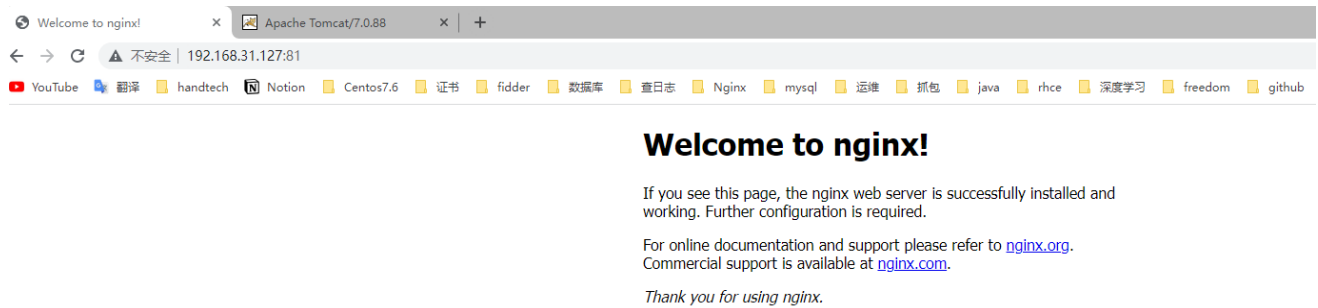 Welcome to nginx!
Apache Tomcat/7.0.88
不安全 192.168.31.127:81
YouTube 翻译 handtech Notion Centos7.6 证书 fidder 数据库 查日志 Nginx mysql 运维 抓包 java rhce 深度学习 freedom github
Welcome to nginx!
If you see this page, the nginx web server is successfully installed and
working. Further configuration is required.
For online documentation and support please refer to nginx.org.
Commercial support is available at nginx.com.
Thank you for using nginx.